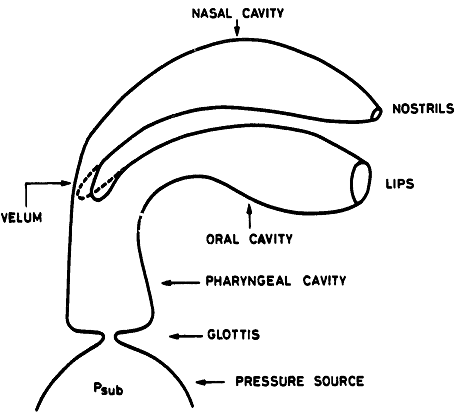 NASAL CAVITY
NOSTRILS
LIPS
VELUM
ORAL CAVITY
PHARYNGEAL CAVITY
GLOTTIS
PRESSURE SOURCE
Psub